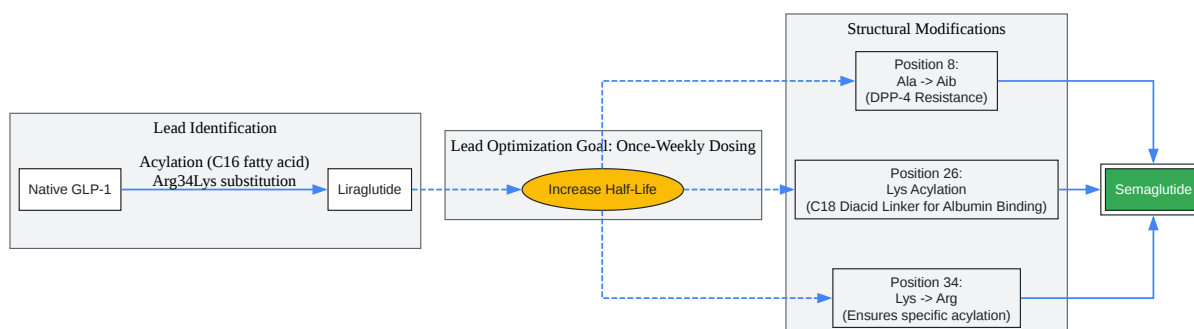 Lead Identification
Native GLP-1
Acylation (C16 fatty acid)
Arg34Lys substitution
Liraglutide
Lead Optimization Goal: Once-Weekly Dosing
Increase Half-Life
Structural Modifications
Position 8:
Ala -> Aib
(DPP-4 Resistance)
Position 26:
Lys Acylation
(C18 Diacid Linker for Albumin Binding)
Position 34:
Lys -> Arg
(Ensures specific acylation)
Semaglutide